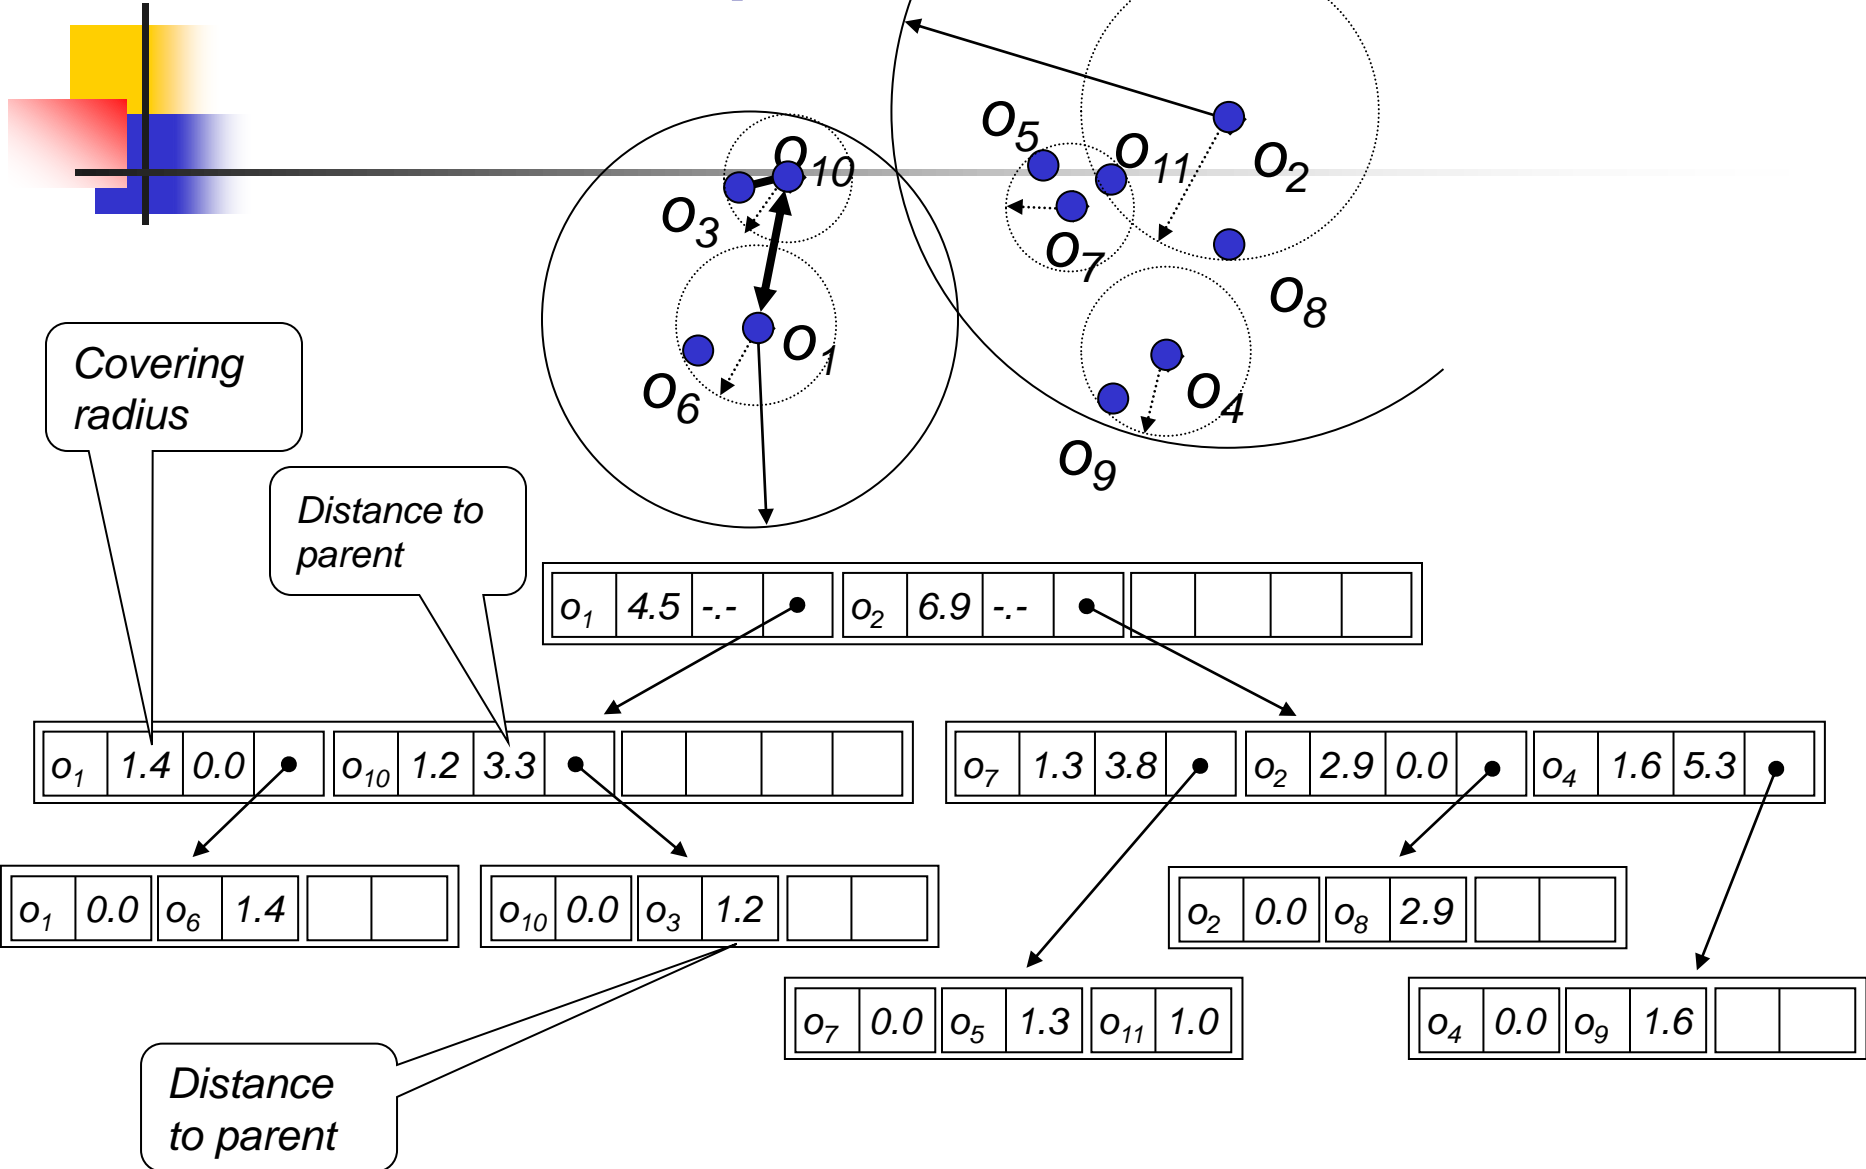 o5
o10
o11
o2
o3
o7
o8
o1
o6
o4
o9
Covering
radius
Distance to
parent
o1 4.5 -.- o2 6.9 -.-
o1 1.4 0.0 o10 1.2 3.3
o7 1.3 3.8 o2 2.9 0.0 o4 1.6 5.3
o1 0.0 o6 1.4
o10 0.0 o3 1.2
o2 0.0 o8 2.9
o7 0.0 o5 1.3 o11 1.0
o4 0.0 o9 1.6
Distance
to parent